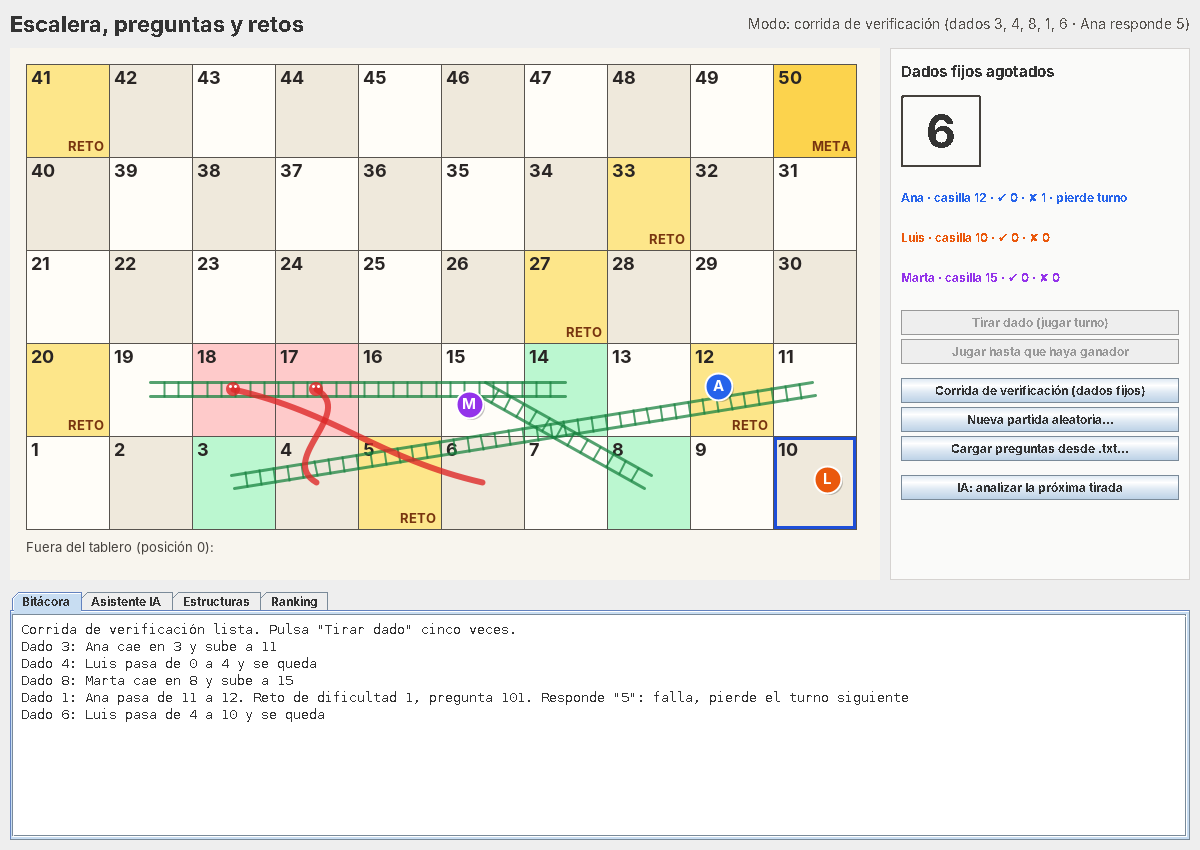 Escalera, preguntas y retos
Modo: corrida de verificación (dados 3, 4, 8, 1, 6 · Ana responde 5)
41 42 43 44 45 46 47 48 49 50
RETO META
40 39 38 37 36 35 34 33 32 31
RETO
21 22 23 24 25 26 27 28 29 30
RETO
20 19 18 17 16 15 14 13 12 11
A
M
RETO RETO
1 2 3 4 5 6 7 8 9 10
L
RETO
Fuera del tablero (posición 0):
Dados fijos agotados
6
Ana · casilla 12 · ✔ 0 · ✘ 1 · pierde turno
Luis · casilla 10 · ✔ 0 · ✘ 0
Marta · casilla 15 · ✔ 0 · ✘ 0
Tirar dado (jugar turno)
Jugar hasta que haya ganador
Corrida de verificación (dados fijos)
Nueva partida aleatoria...
Cargar preguntas desde .txt...
IA: analizar la próxima tirada
Bitácora Asistente IA Estructuras Ranking
Corrida de verificación lista. Pulsa "Tirar dado" cinco veces.
Dado 3: Ana cae en 3 y sube a 11
Dado 4: Luis pasa de 0 a 4 y se queda
Dado 8: Marta cae en 8 y sube a 15
Dado 1: Ana pasa de 11 a 12. Reto de dificultad 1, pregunta 101. Responde "5": falla, pierde el turno siguiente
Dado 6: Luis pasa de 4 a 10 y se queda